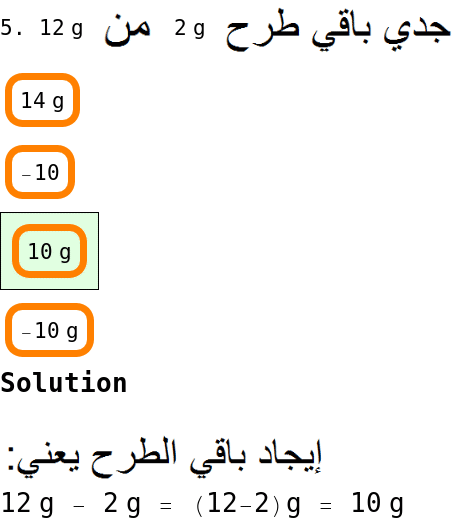 5. جدي باقي طرح 2 g من 12 g
14 g
-10
10 g
-10 g
Solution
إيجاد باقي الطرح يعني:
12 g - 2 g = (12-2)g = 10 g